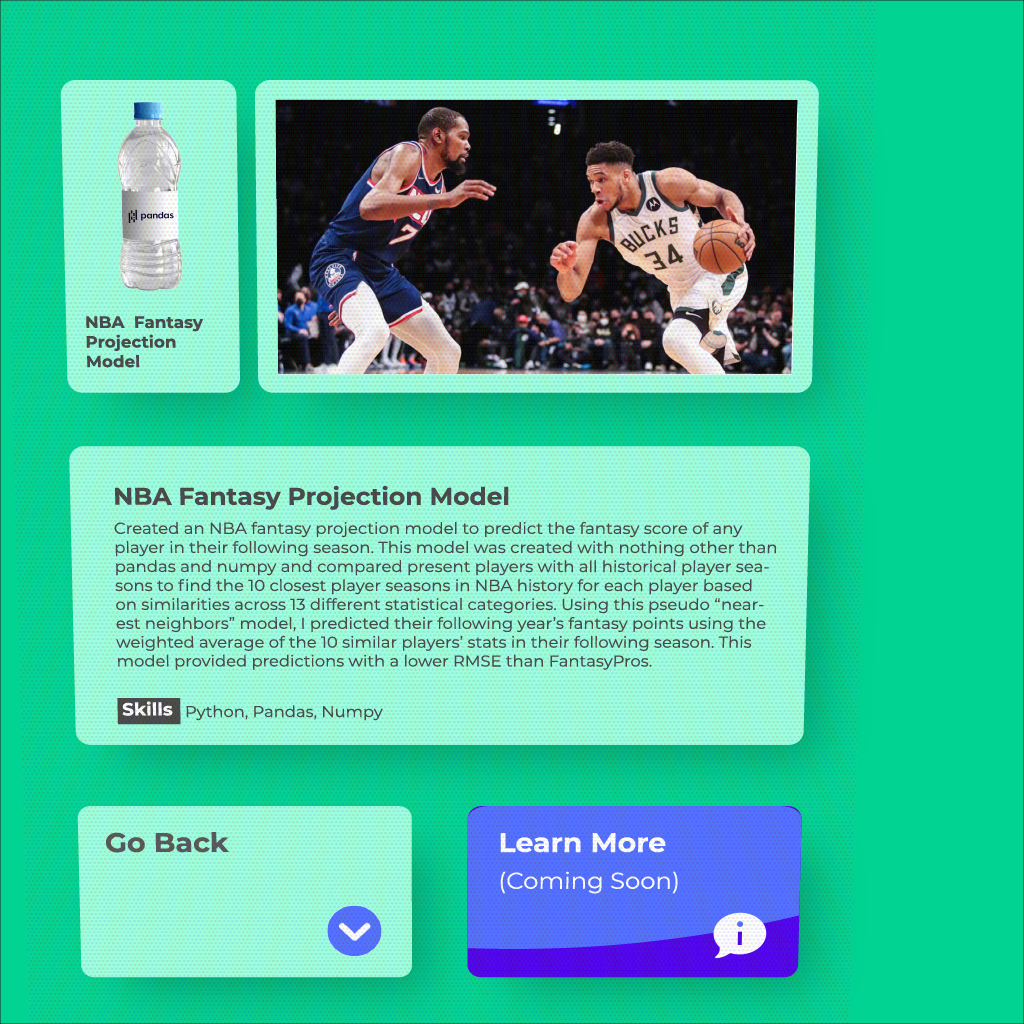 pandas
NBA Fantasy
Projection
Model
BUCKS
34
7
NBA Fantasy Projection Model
Created an NBA fantasy projection model to predict the fantasy score of any
player in their following season. This model was created with nothing other than
pandas and numpy and compared present players with all historical player sea-
sons to find the 10 closest player seasons in NBA history for each player based
on similarities across 13 different statistical categories. Using this pseudo “near-
est neighbors” model, I predicted their following year’s fantasy points using the
weighted average of the 10 similar players’ stats in their following season. This
model provided predictions with a lower RMSE than FantasyPros.
Skills Python, Pandas, Numpy
Go Back
Learn More
(Coming Soon)
i